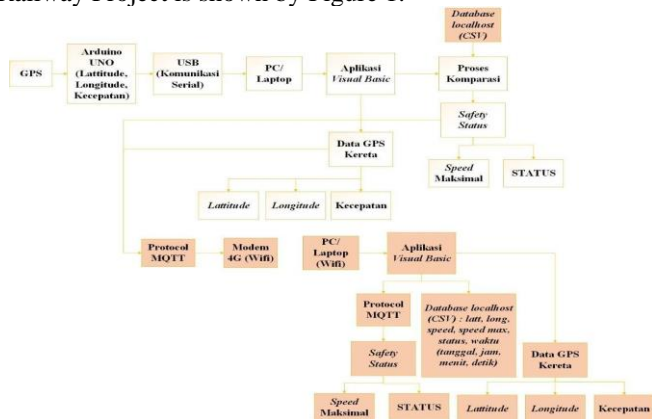 Railway Project is shown by Figure 1.
Database
localhost
(CSV)
GPS
Arduino
UNO
(Lattitude,
Longitude,
Kecepatan)
USB
(Komunikasi
Serial)
PC/
Laptop
Aplikasi
Visual Basic
Proses
Komparasi
Safety
Status
Data GPS
Kereta
Speed
Maksimal
STATUS
Lattitude
Longitude
Kecepatan
Protocol
MQTT
Modem
4G (Wifi)
PC/
Laptop
(Wifi)
Aplikasi
Visual Basic
Protocol
MQTT
Database localhost
(CSV) : latt, long,
speed, speed max,
status, waktu
(tanggal, jam,
menit, detik)
Safety
Status
Data GPS
Kereta
Speed
Maksimal
STATUS
Lattitude
Longitude
Kecepatan